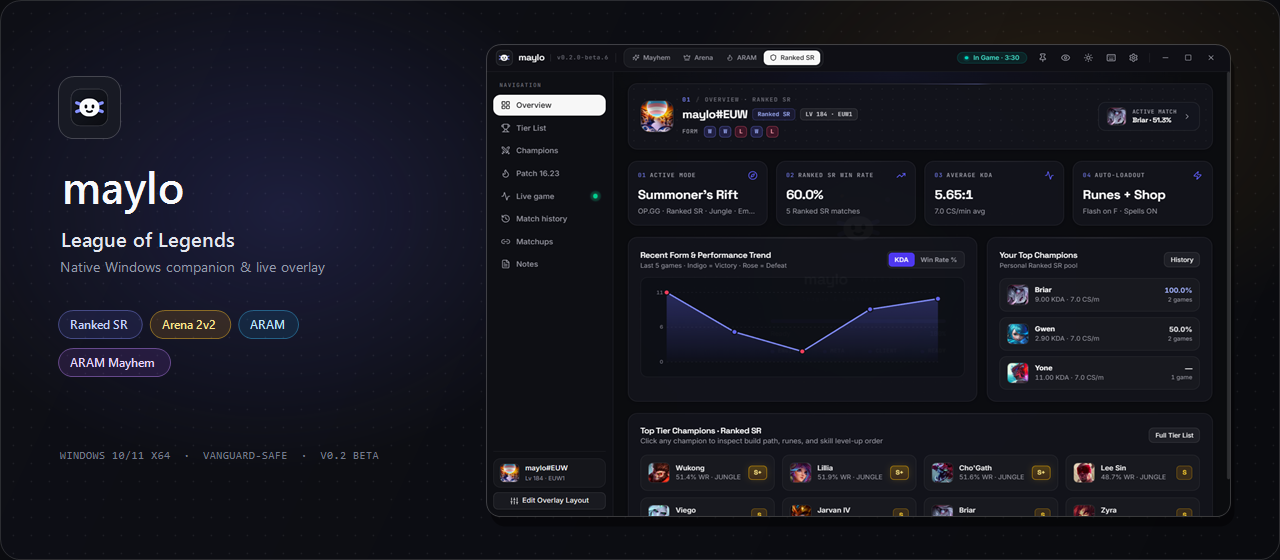 maylo
League of Legends
Native Windows companion & live overlay
Ranked SR
Arena 2v2
ARAM
ARAM Mayhem
WINDOWS 10/11 X64 · VANGUARD-SAFE · V0.2 BETA
maylo v0.2.0-beta.6
Mayhem
Arena
ARAM
Ranked SR
In Game · 3:30
NAVIGATION
Overview
Tier List
Champions
Patch 16.23
Live game
Match history
Matchups
Notes
maylo#EUW
Lv 184 · EUW1
Edit Overlay Layout
01 / OVERVIEW · RANKED SR
maylo#EUW Ranked SR LV 184 · EUW1
FORM W W L W L
ACTIVE MATCH
Briar · 51.3%
01 ACTIVE MODE
Summoner's Rift
OP.GG · Ranked SR · Jungle · Em...
02 RANKED SR WIN RATE
60.0%
5 Ranked SR matches
03 AVERAGE KDA
5.65:1
7.0 CS/min avg
04 AUTO-LOADOUT
Runes + Shop
Flash on F · Spells ON
Recent Form & Performance Trend
Last 5 games · Indigo = Victory · Rose = Defeat
KDA
Win Rate %
maylo
11
6
0
Your Top Champions
Personal Ranked SR pool
History
Briar
9.00 KDA · 7.0 CS/m
100.0%
2 games
Gwen
2.90 KDA · 7.0 CS/m
50.0%
2 games
Yone
11.00 KDA · 7.0 CS/m
—
1 game
Top Tier Champions · Ranked SR
Click any champion to inspect build path, runes, and skill level-up order
Full Tier List
Wukong
51.4% WR · JUNGLE
S+
Lillia
51.9% WR · JUNGLE
S+
Cho'Gath
51.6% WR · JUNGLE
S+
Lee Sin
48.7% WR · JUNGLE
S
Viego
S
Jarvan IV
S
Briar
S
Zyra
S